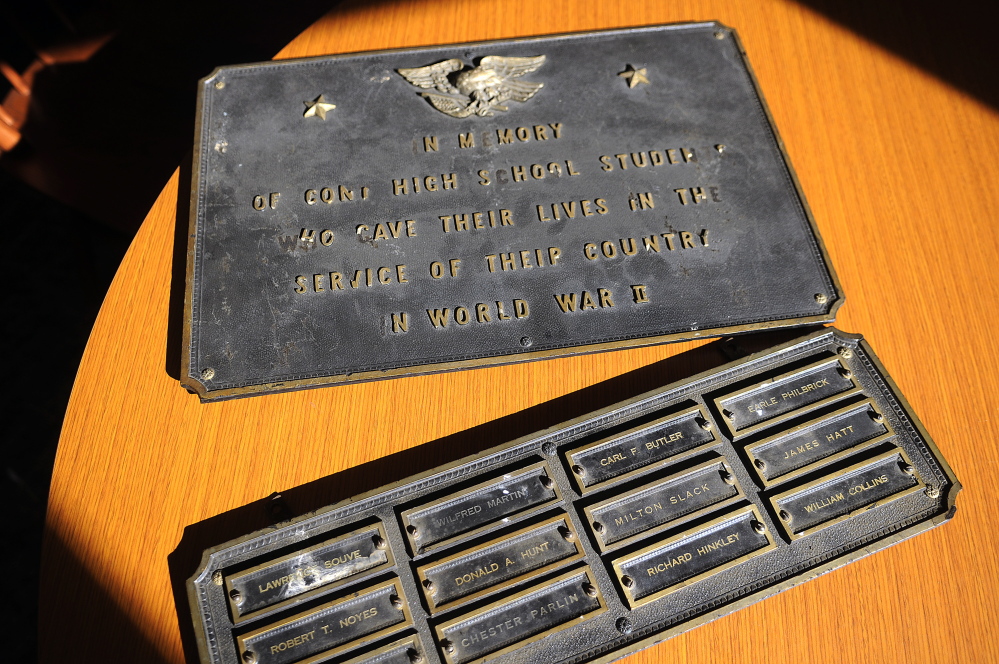 IN MEMORY
OF CONY HIGH SCHOOL STUDENTS
WHO GAVE THEIR LIVES IN THE
SERVICE OF THEIR COUNTRY
IN WORLD WAR II
LAWRENCE SOUVE
ROBERT T. NOYES
WILFRED MARTIN
DONALD A. HUNT
CHESTER PARLIN
CARL F. BUTLER
MILTON SLACK
RICHARD HINKLEY
EARLE PHILBRICK
JAMES HATT
WILLIAM COLLINS